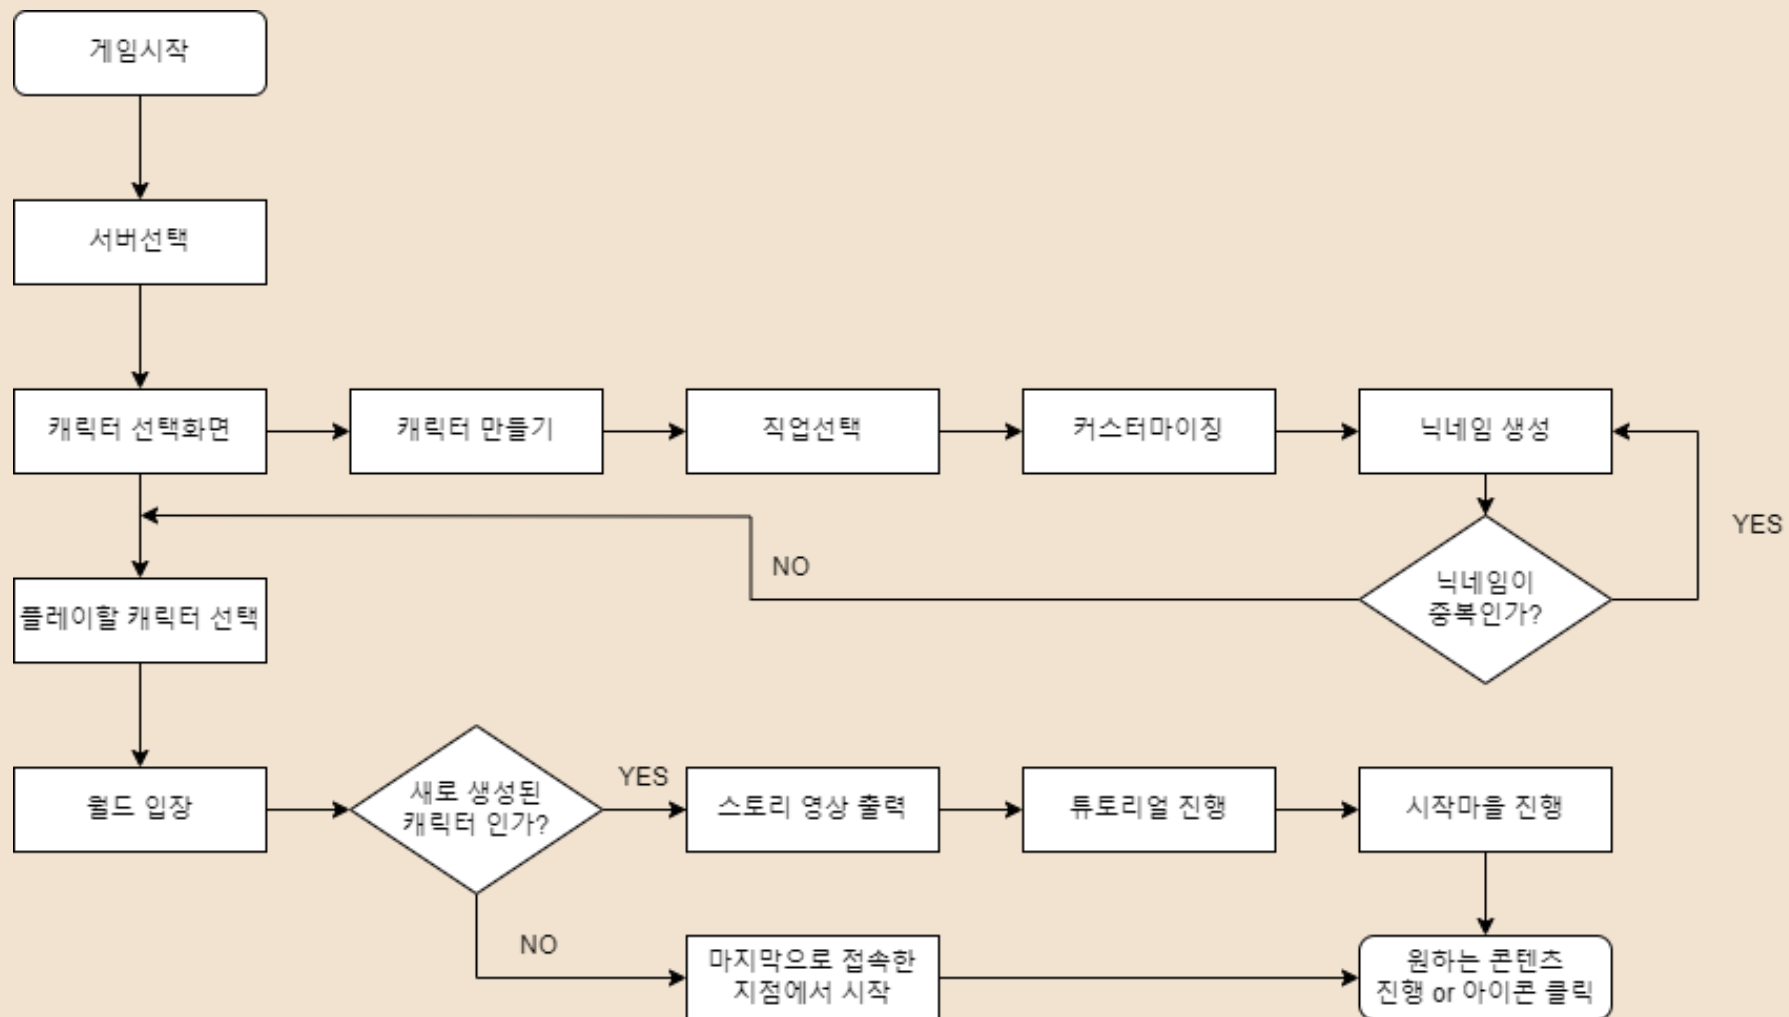 게임시작
서버선택
캐릭터 선택화면
캐릭터 만들기
직업선택
커스터마이징
닉네임 생성
YES
NO
닉네임이
중복인가?
플레이할 캐릭터 선택
월드 입장
새로 생성된
캐릭터 인가?
YES
스토리 영상 출력
튜토리얼 진행
시작마을 진행
NO
마지막으로 접속한
지점에서 시작
원하는 콘텐츠
진행 or 아이콘 클릭